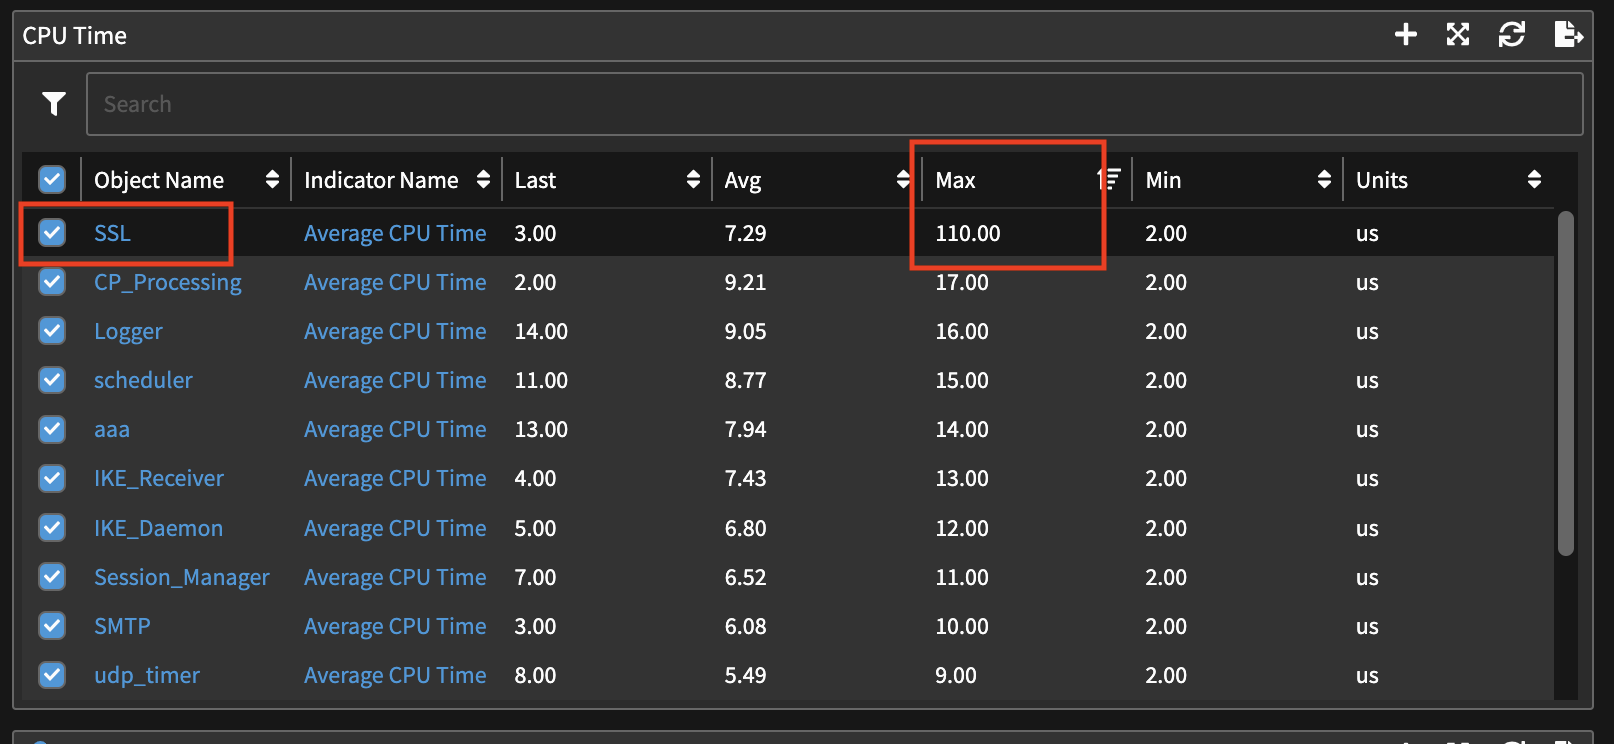 CPU Time
Search
Object Name Indicator Name Last Avg Max Min Units
SSL Average CPU Time 3.00 7.29 110.00 2.00 us
CP_Processing Average CPU Time 2.00 9.21 17.00 2.00 us
Logger Average CPU Time 14.00 9.05 16.00 2.00 us
scheduler Average CPU Time 11.00 8.77 15.00 2.00 us
aaa Average CPU Time 13.00 7.94 14.00 2.00 us
IKE_Receiver Average CPU Time 4.00 7.43 13.00 2.00 us
IKE_Daemon Average CPU Time 5.00 6.80 12.00 2.00 us
Session_Manager Average CPU Time 7.00 6.52 11.00 2.00 us
SMTP Average CPU Time 3.00 6.08 10.00 2.00 us
udp_timer Average CPU Time 8.00 5.49 9.00 2.00 us